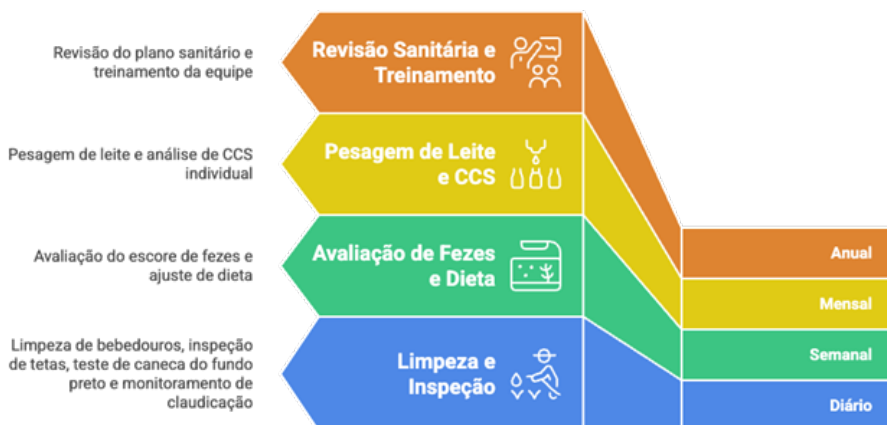 Revisão do plano sanitário e
treinamento da equipe
Revisão Sanitária e
Treinamento
Anual
Pesagem de leite e análise de CCS
individual
Pesagem de Leite
e CCS
Mensal
Avaliação do escore de fezes e
ajuste de dieta
Avaliação de Fezes
e Dieta
Semanal
Limpeza de bebedouros, inspeção
de tetas, teste de caneca do fundo
preto e monitoramento de
claudicação
Limpeza e
Inspeção
Diário